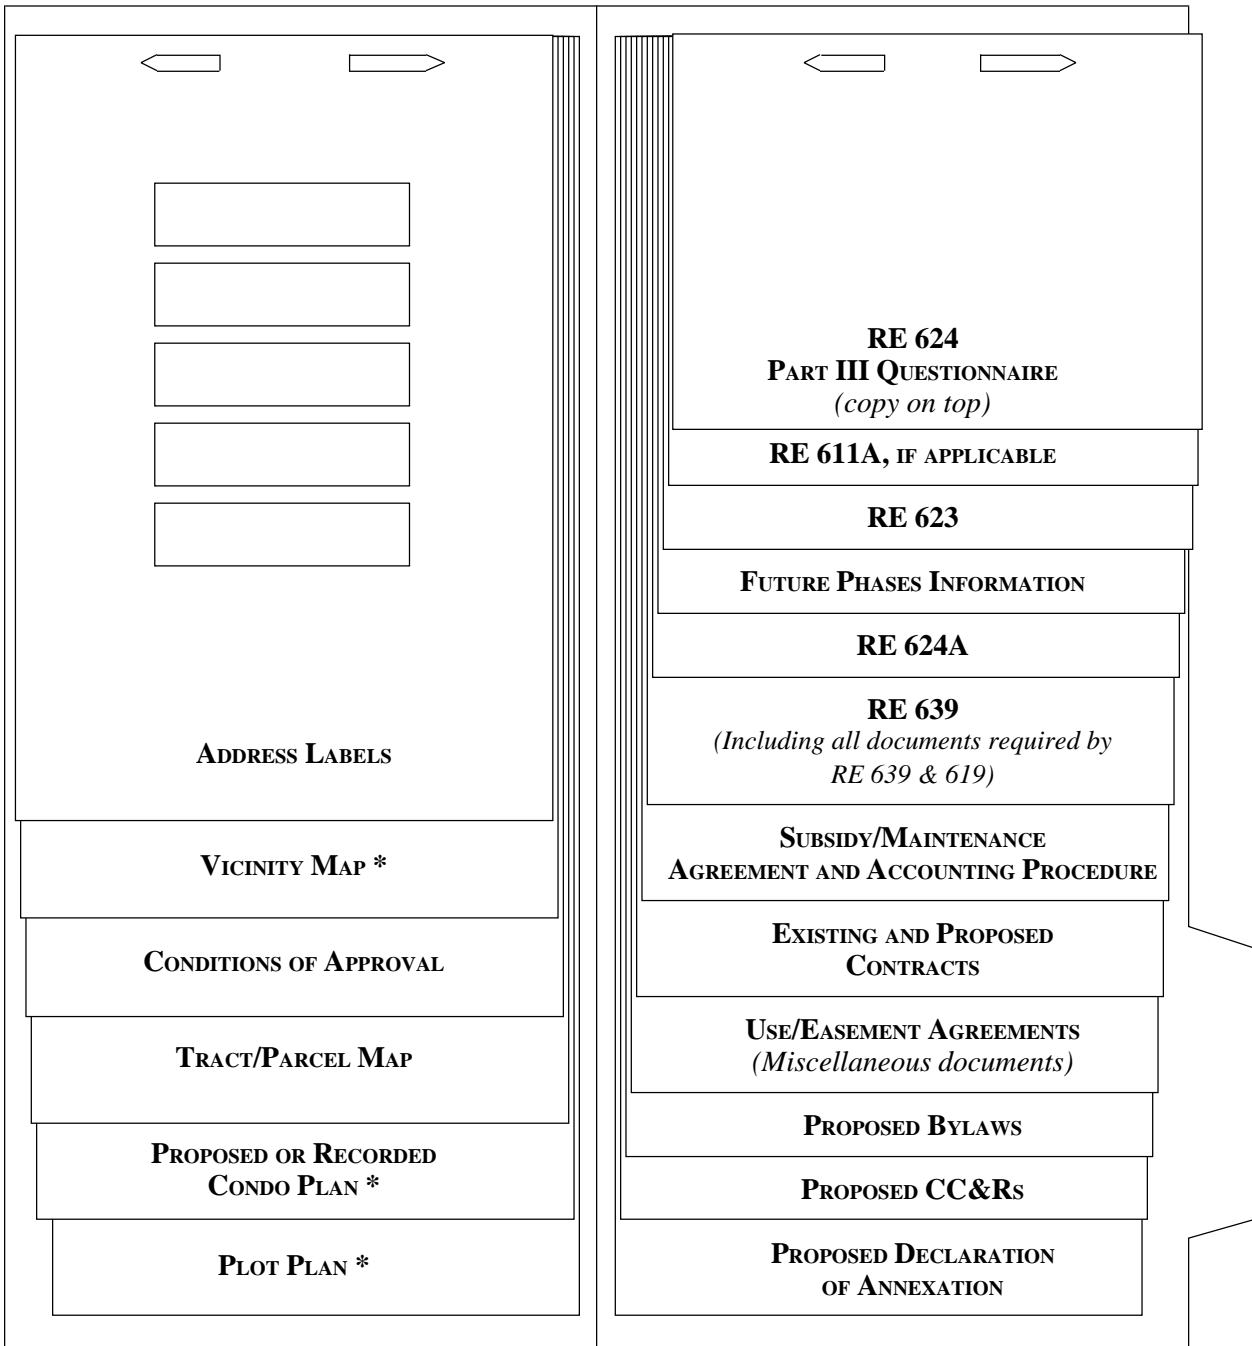 Address Labels
Vicinity Map *
Conditions of Approval
Tract/Parcel Map
Proposed or Recorded
Condo Plan *
Plot Plan *
RE 624
Part III Questionnaire
(copy on top)
RE 611A, if applicable
RE 623
Future Phases Information
RE 624A
RE 639
(Including all documents required by
RE 639 & 619)
Subsidy/Maintenance
Agreement and Accounting Procedure
Existing and Proposed
Contracts
Use/Easement Agreements
(Miscellaneous documents)
Proposed Bylaws
Proposed CC&Rs
Proposed Declaration
of Annexation